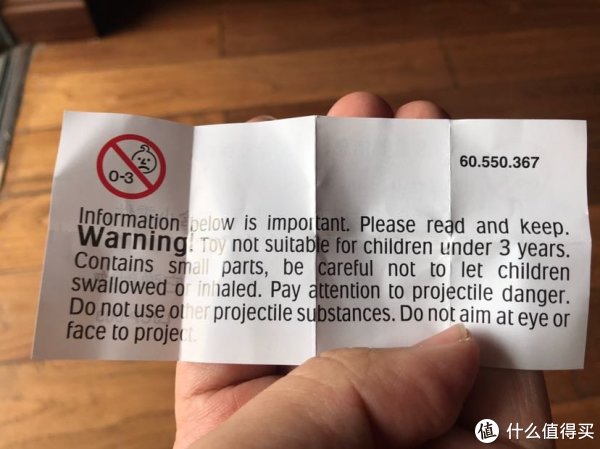 0-3
60.550.367
Information below is important. Please read and keep.
Warning! Toy not suitable for children under 3 years.
Contains small parts, be careful not to let children
swallowed or inhaled. Pay attention to projectile danger.
Do not use other projectile substances. Do not aim at eye or
face to project.
值 什么值得买